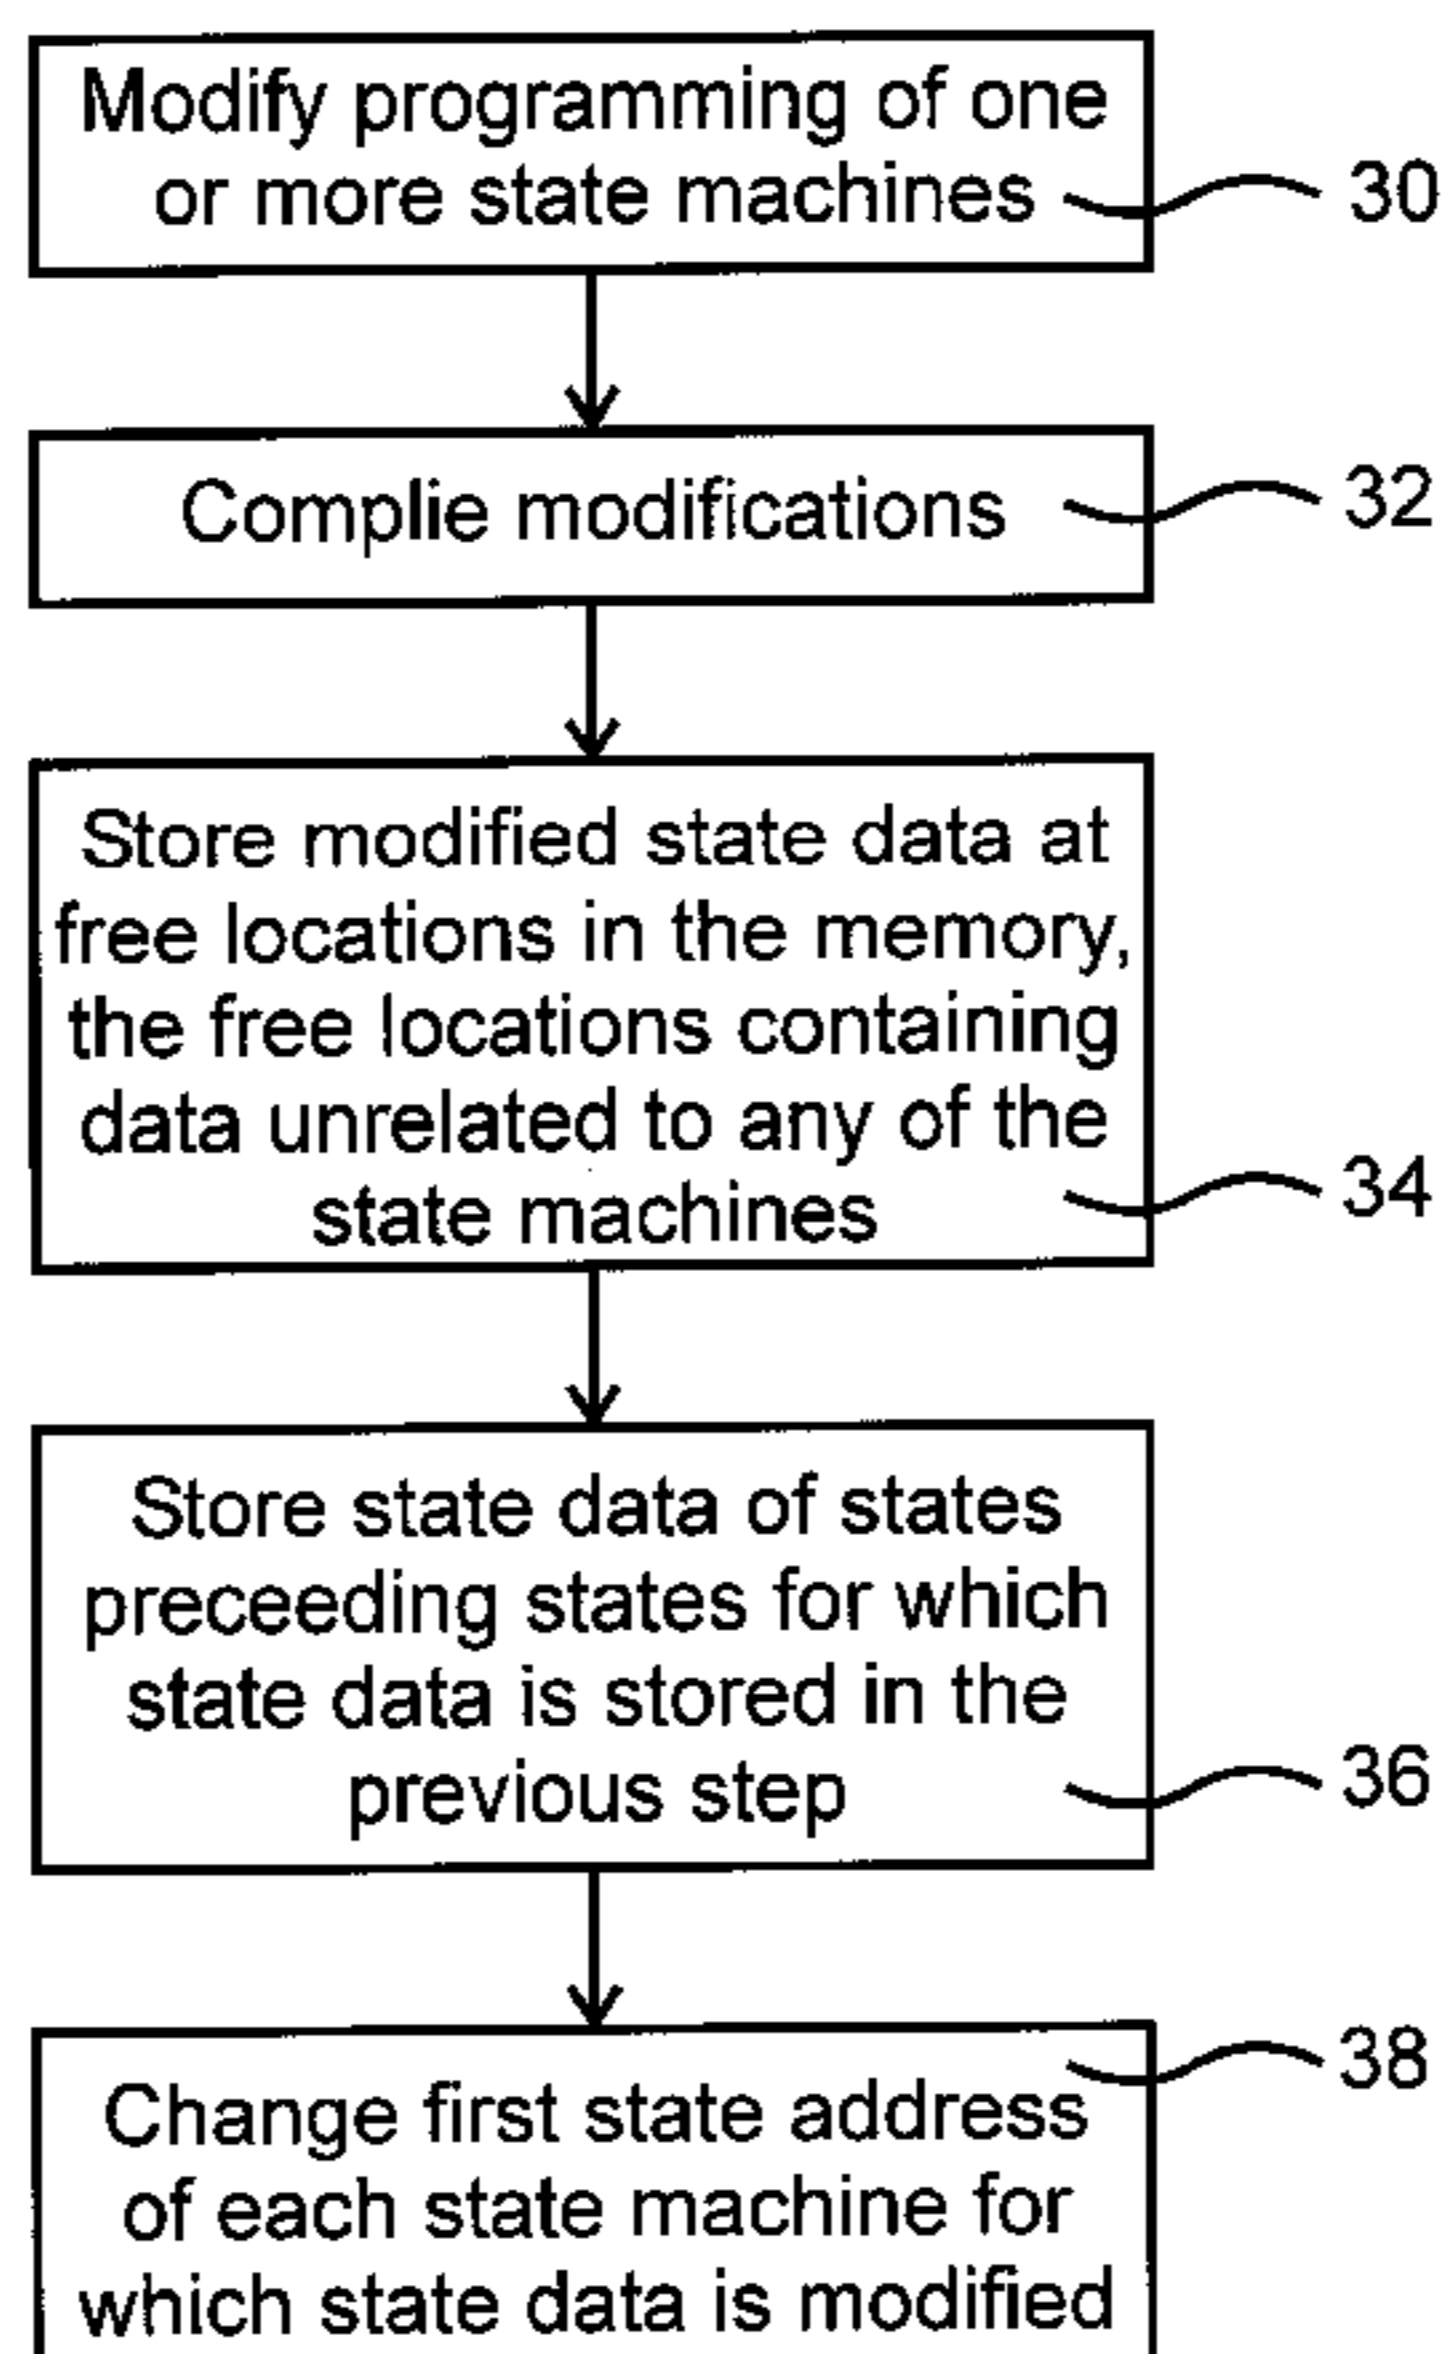 Modify programming of one
or more state machines
30
Complie modifications
32
Store modified state data at
free locations in the memory,
the free locations containing
data unrelated to any of the
state machines
34
Store state data of states
preceeding states for which
state data is stored in the
previous step
36
38
Change first state address
of each state machine for
which state data is modified